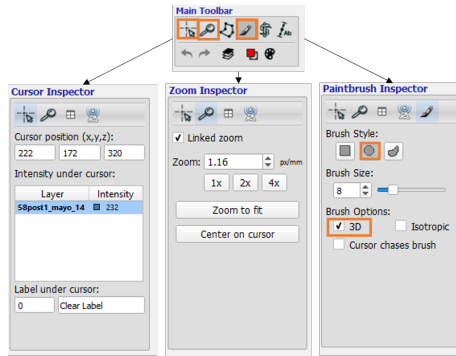 Main Toolbar
Cursor Inspector
Cursor position (x,y,z):
222 172 320
Intensity under cursor:
Layer Intensity
58post1_mayo_14 232
Label under cursor:
0 Clear Label
Zoom Inspector
Linked zoom
Zoom: 1.16 px/mm
1x 2x 4x
Zoom to fit
Center on cursor
Paintbrush Inspector
Brush Style:
Brush Size:
8
Brush Options:
3D Isotropic
Cursor chases brush